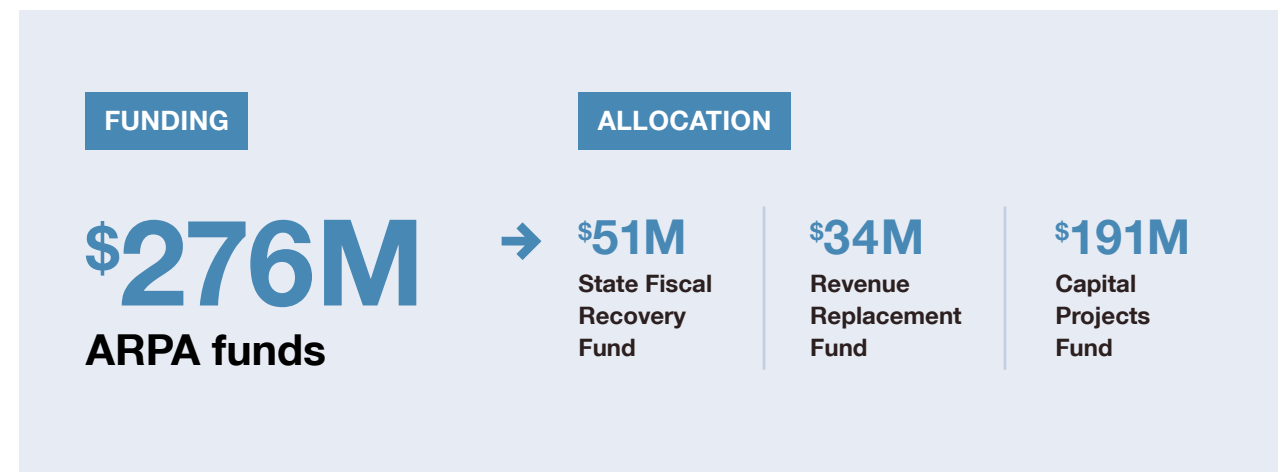 FUNDING
$276M
ARPA funds
ALLOCATION
$51M
State Fiscal
Recovery
Fund
$34M
Revenue
Replacement
Fund
$191M
Capital
Projects
Fund